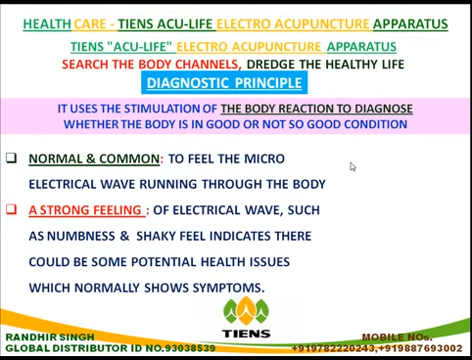 HEALTH CARE - TIENS ACU-LIFE ELECTRO ACUPUNCTURE APPARATUS
TIENS "ACU-LIFE" ELECTRO ACUPUNCTURE APPARATUS
SEARCH THE BODY CHANNELS, DREDGE THE HEALTHY LIFE
DIAGNOSTIC PRINCIPLE
IT USES THE STIMULATION OF THE BODY REACTION TO DIAGNOSE
WHETHER THE BODY IS IN GOOD OR NOT SO GOOD CONDITION
NORMAL & COMMON: TO FEEL THE MICRO
ELECTRICAL WAVE RUNNING THROUGH THE BODY
A STRONG FEELING : OF ELECTRICAL WAVE, SUCH
AS NUMBNESS & SHAKY FEEL INDICATES THERE
COULD BE SOME POTENTIAL HEALTH ISSUES
WHICH NORMALLY SHOWS SYMPTOMS.
TIENS
RANDHIR SINGH
GLOBAL DISTRIBUTOR ID NO.93038539
MOBILE NOs.
+919782220243,+919887693002